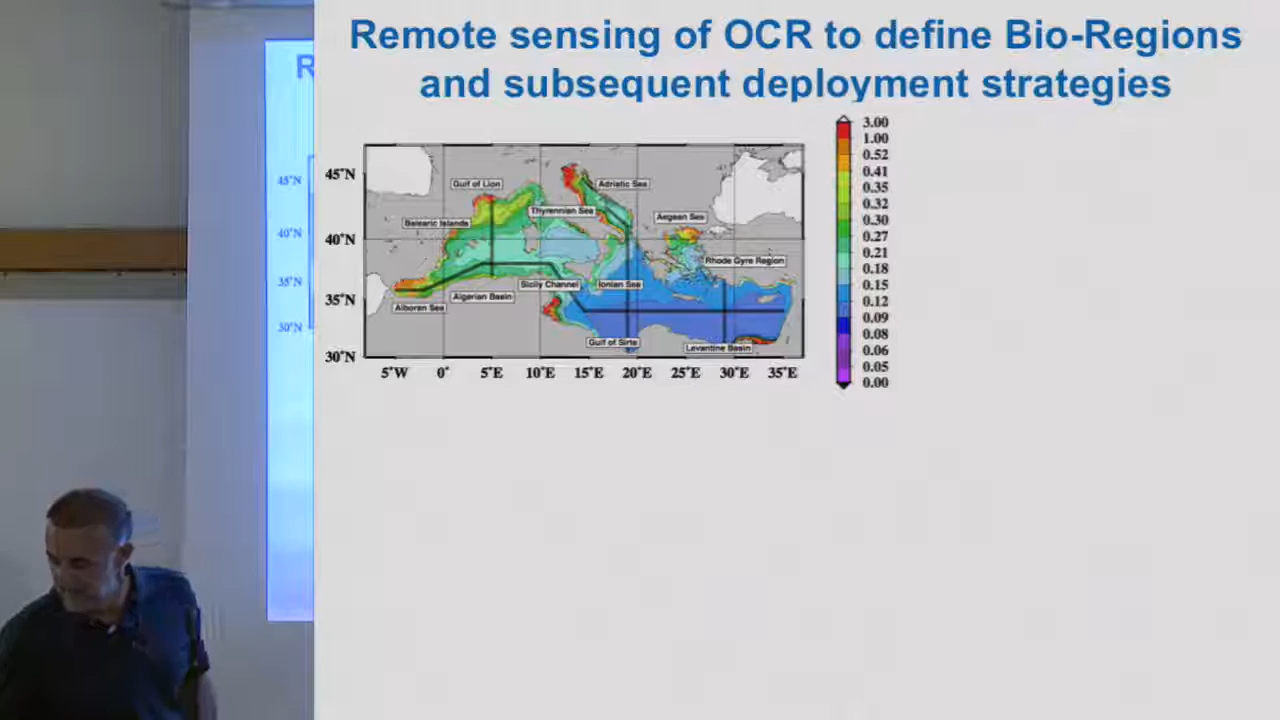 Remote sensing of OCR to define Bio-Regions
and subsequent deployment strategies
R
45°N
40°N
35°N
30°N
45°N
40°N
35°N
30°N
5°W
0°
5°E
10°E
15°E
20°E
25°E
30°E
35°E
Gulf of Lion
Adriatic Sea
Thyrennian Sea
Balearic Islands
Aegean Sea
Rhode Gyre Region
Sicily Channel
Ionian Sea
Algerian Basin
Alboran Sea
Gulf of Sirte
Levantine Basin
3.00
1.00
0.52
0.41
0.35
0.32
0.30
0.27
0.21
0.18
0.15
0.12
0.09
0.08
0.06
0.05
0.00